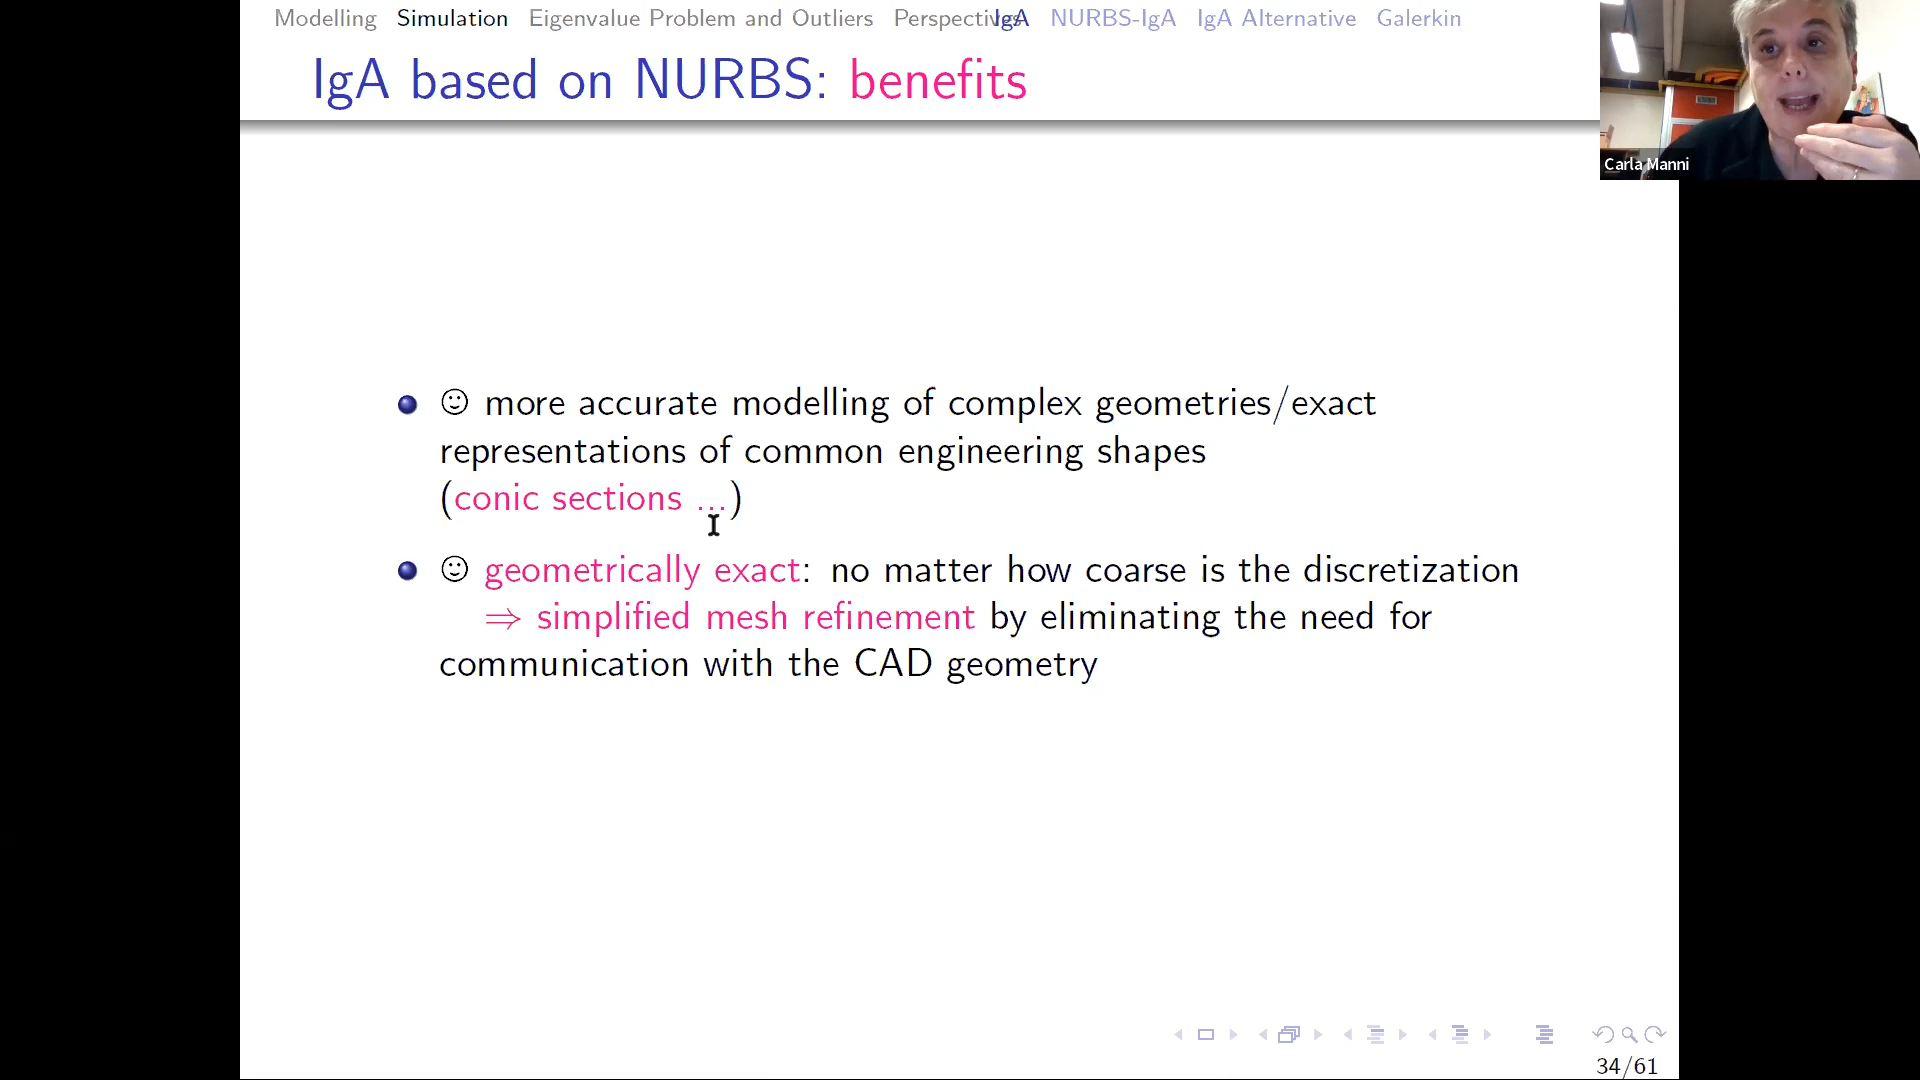 Modelling Simulation Eigenvalue Problem and Outliers Perspectives IgA NURBS-IgA IgA Alternative Galerkin
IgA based on NURBS: benefits
Carla Manni
☺ more accurate modelling of complex geometries/exact
representations of common engineering shapes
(conic sections ...)
☺ geometrically exact: no matter how coarse is the discretization
⇒ simplified mesh refinement by eliminating the need for
communication with the CAD geometry
34/61